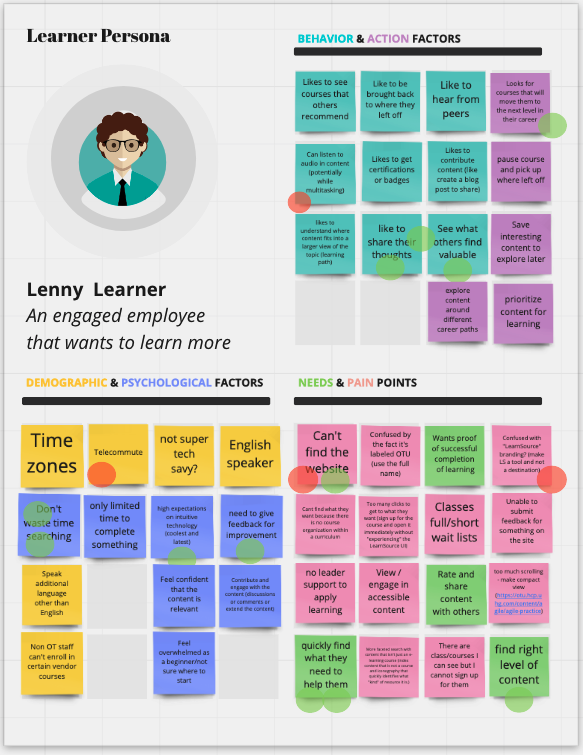 Learner Persona
BEHAVIOR & ACTION FACTORS
Likes to see
courses that
others
recommend
Like to be
brought back
to where they
left off
Like to
hear from
peers
Looks for
courses that will
move them to
the next level in
their career
Can listen to
audio in content
(potentially
while
multitasking)
Likes to get
certifications
or badges
Likes to
contribute
content (like
create a blog
post to share)
pause course
and pick up
where left off
likes to
understand where
content fits into a
larger view of the
topic (learning
path)
like to
share their
thoughts
See what
others find
valuable
Save
interesting
content to
explore later
explore
content
around
different
career paths
prioritize
content for
learning
Lenny Learner
An engaged employee
that wants to learn more
DEMOGRAPHIC & PSYCHOLOGICAL FACTORS
Time
zones
Telecommute
not super
tech
savy?
English
speaker
Don't
waste time
searching
only limited
time to
complete
something
high expectations
on intuitive
technology
(coolest and
latest)
need to give
feedback for
improvement
Speak
additional
language
other than
English
Feel confident
that the
content is
relevant
Contribute and
engage with the
content (discussions
or comments or
extend the content)
Non OT staff
can't enroll in
certain vendor
courses
Feel
overwhelmed as
a beginner/not
sure where to
start
NEEDS & PAIN POINTS
Can't
find the
website
Confused by
the fact it's
labeled OTU
(use the full
name)
Wants proof
of successful
completion
of learning
Confused with
"LearnSource"
branding? (make
LS a tool and not
a destination)
Cant find what they
want because there
is no course
organization within
a curriculum
Too many clicks to
get to what they
want (sign up for the
course and open it
immediately without
"experiencing" the
LearnSource UI)
Classes
full/short
wait lists
Unable to
submit
feedback for
something on
the site
no leader
support to
apply
learning
View /
engage in
accessible
content
Rate and
share
content
with others
too much scrolling
- make compact
view
quickly find
what they
need to
help them
There are
class/courses I
can see but I
cannot sign up
for them
find right
level of
content